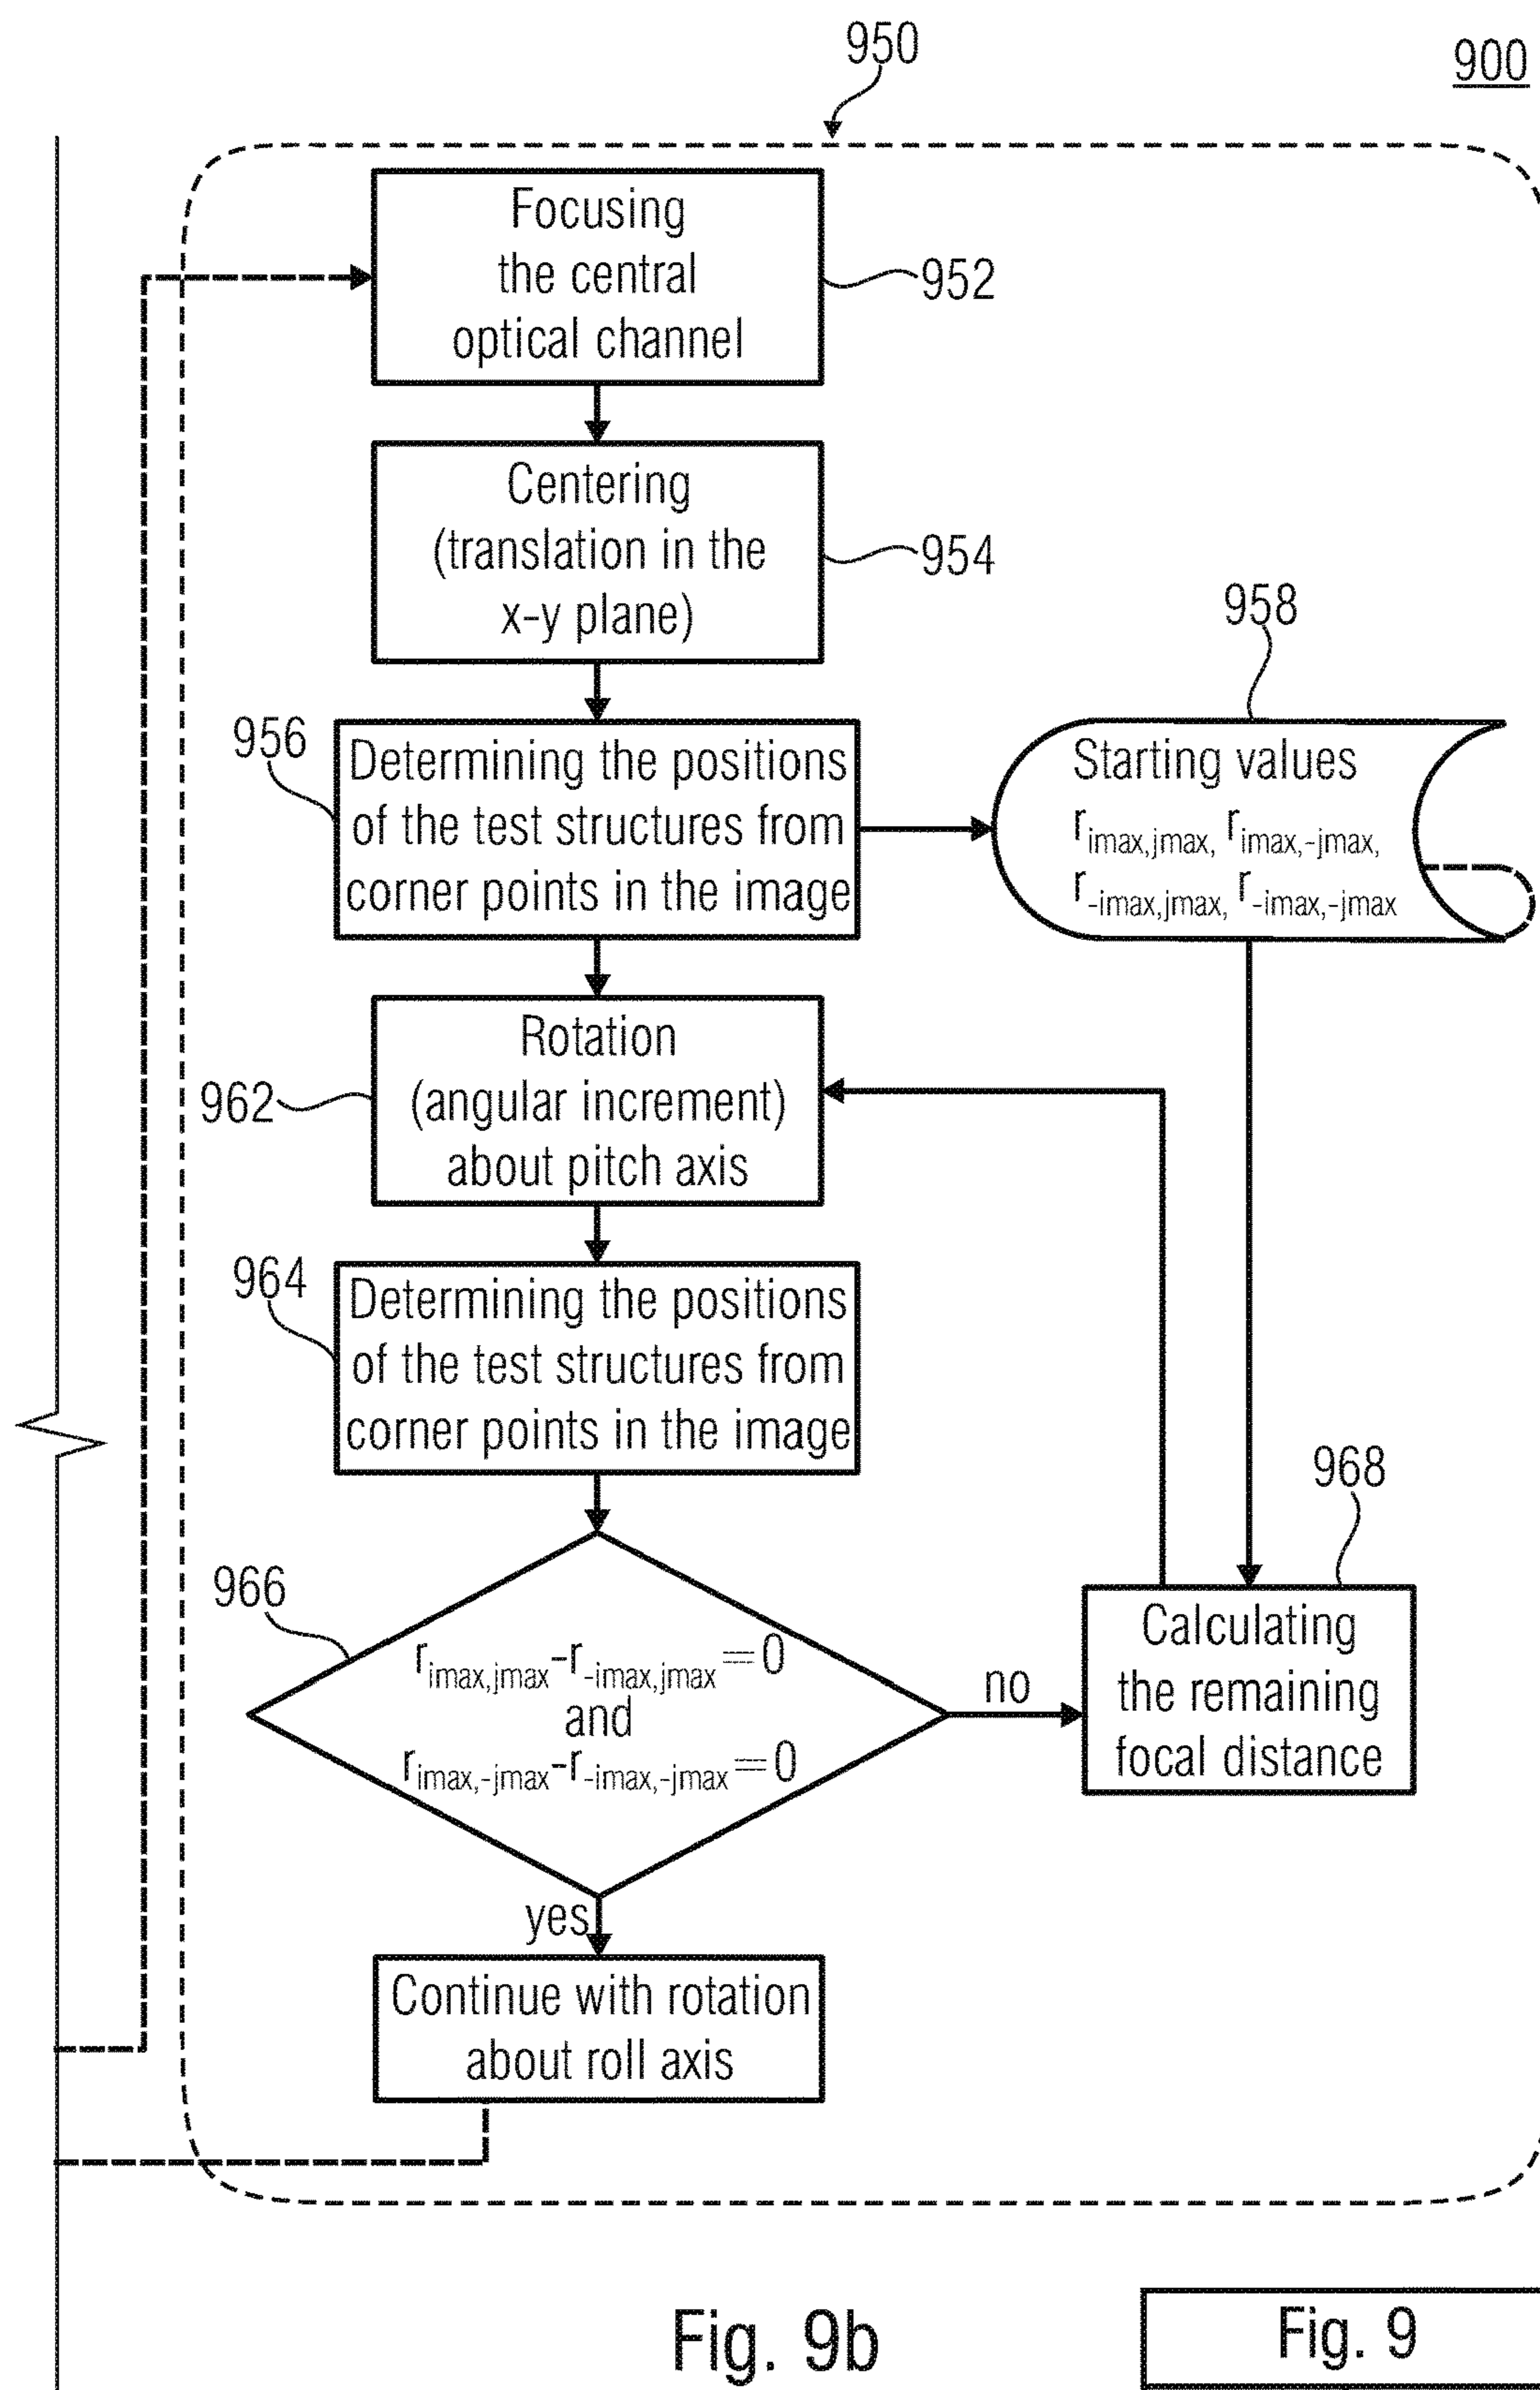 950
900
Focusing
the central
optical channel
952
Centering
(translation in the
x-y plane)
954
956
Determining the positions
of the test structures from
corner points in the image
958
Starting values
rimax,jmax, rimax,-jmax,
r-imax,jmax, r-imax,-jmax
962
Rotation
(angular increment)
about pitch axis
964
Determining the positions
of the test structures from
corner points in the image
966
rimax,jmax-r-imax,jmax==0
and
rimax,-jmax-r-imax,-jmax==0
no
968
Calculating
the remaining
focal distance
yes
Continue with rotation
about roll axis
Fig. 9b
Fig. 9